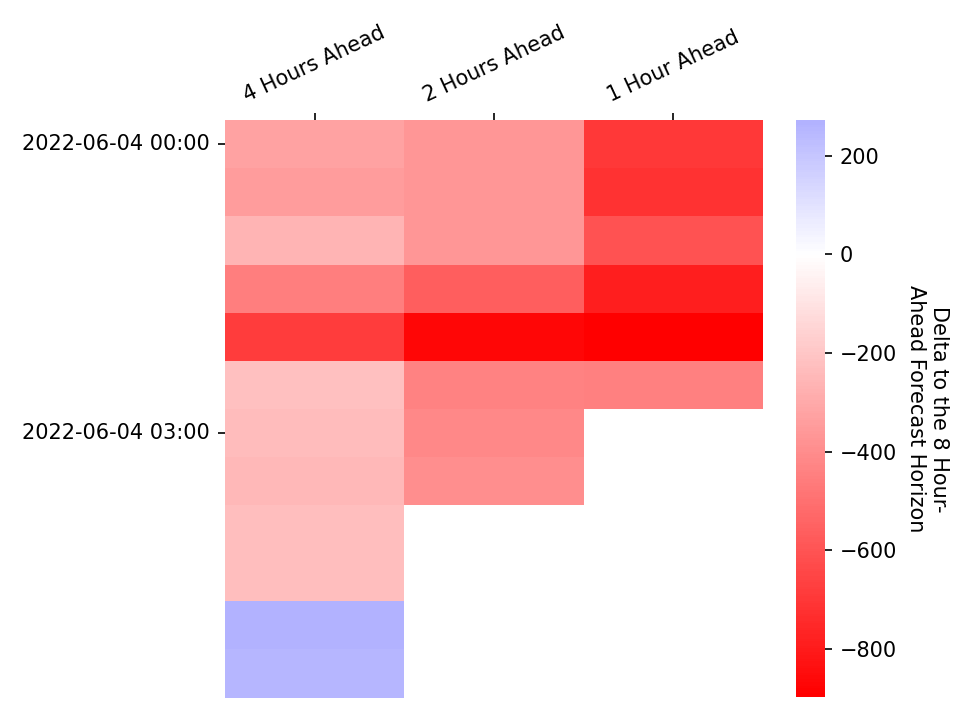 4 Hours Ahead
2 Hours Ahead
1 Hour Ahead
2022-06-04 00:00
2022-06-04 03:00
200
0
−200
−400
−600
−800
Delta to the 8 Hour-
Ahead Forecast Horizon